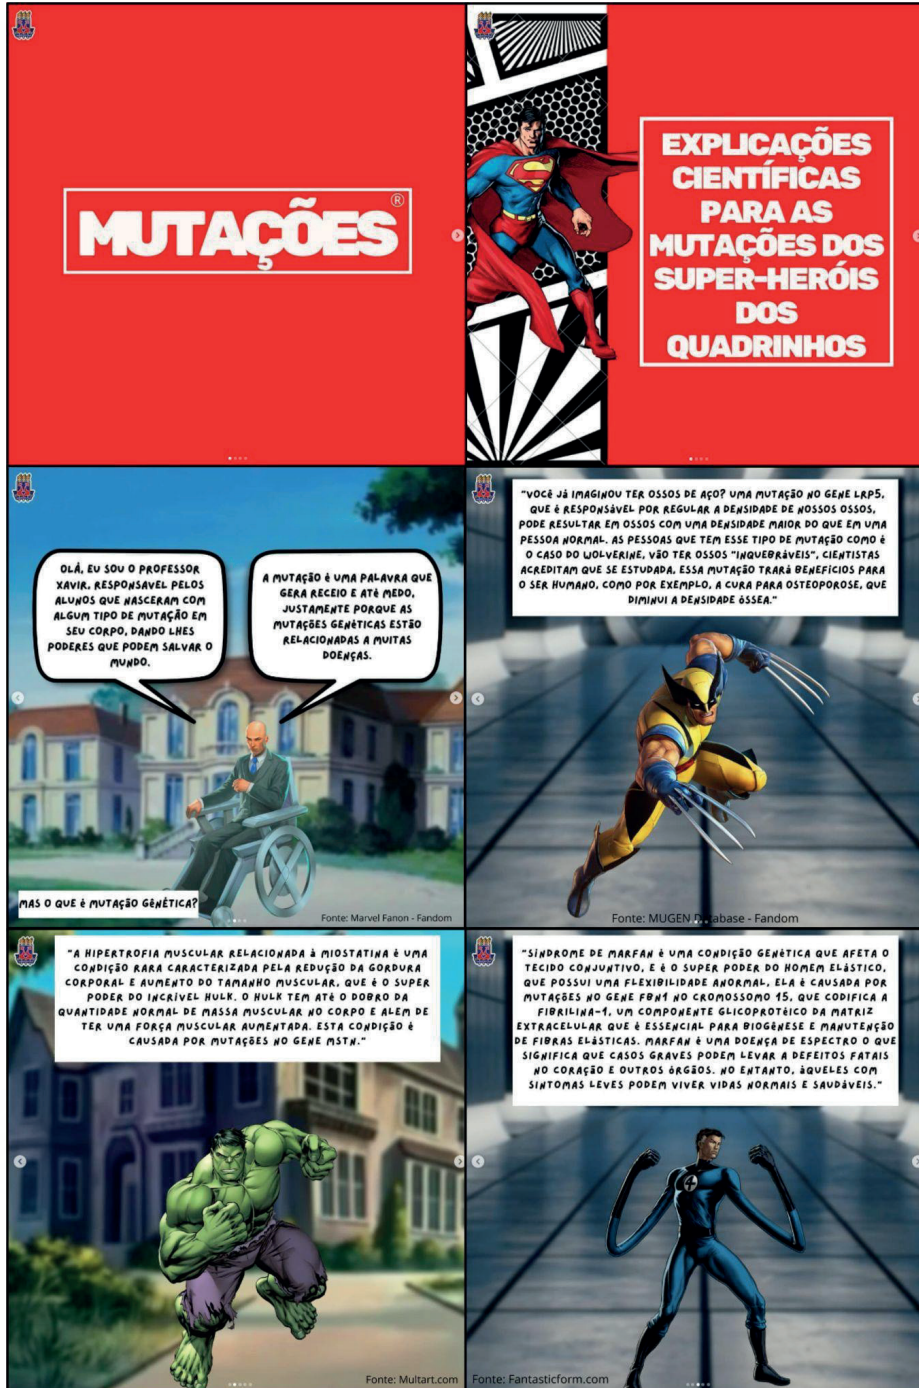 MUTAÇÕES®
EXPLICAÇÕES
CIENTÍFICAS
PARA AS
MUTAÇÕES DOS
SUPER-HERÓIS
DOS
QUADRINHOS
OLÁ, EU SOU O PROFESSOR
XAVIR, RESPONSAVEL PELOS
ALUNOS QUE NASCERAM COM
ALGUM TIPO DE MUTAÇÃO EM
SEU CORPO, DANDO LHES
PODERES QUE PODEM SALVAR O
MUNDO.
A MUTAÇÃO É UMA PALAVRA QUE
GERA RECEIO E ATÉ MEDO,
JUSTAMENTE PORQUE AS
MUTAÇÕES GENÉTICAS ESTÃO
RELACIONADAS A MUITAS
DOENÇAS.
MAS O QUE É MUTAÇÃO GÊNÉTICA?
Fonte: Marvel Fanon - Fandom
"VOCÊ JÁ IMAGINOU TER OSSOS DE AÇO? UMA MUTAÇÃO NO GENE LRP5,
QUE É RESPONSÁVEL POR REGULAR A DENSIDADE DE NOSSOS OSSOS,
PODE RESULTAR EM OSSOS COM UMA DENSIDADE MAIOR DO QUE EM UMA
PESSOA NORMAL. AS PESSOAS QUE TEM ESSE TIPO DE MUTAÇÃO COMO É
O CASO DO WOLVERINE, VÃO TER OSSOS "INQUEBRÁVEIS", CIENTISTAS
ACREDITAM QUE SE ESTUDADA, ESSA MUTAÇÃO TRARÁ BENEFÍCIOS PARA
O SER HUMANO, COMO POR EXEMPLO, A CURA PARA OSTEOPOROSE, QUE
DIMINUI A DENSIDADE ÓSSEA."
Fonte: MUGEN Database - Fandom
"A HIPERTROFIA MUSCULAR RELACIONADA À MIOSTATINA É UMA
CONDIÇÃO RARA CARACTERIZADA PELA REDUÇÃO DA GORDURA
CORPORAL E AUMENTO DO TAMANHO MUSCULAR, QUE É O SUPER
PODER DO INCRÍVEL HULK. O HULK TEM ATÉ O DOBRO DA
QUANTIDADE NORMAL DE MASSA MUSCULAR NO CORPO E ALEM DE
TER UMA FORÇA MUSCULAR AUMENTADA. ESTA CONDIÇÃO É
CAUSADA POR MUTAÇÕES NO GENE MSTN."
Fonte: Multart.com
"SÍNDROME DE MARFAN É UMA CONDIÇÃO GENÉTICA QUE AFETA O
TECIDO CONJUNTIVO, E É O SUPER PODER DO HOMEM ELÁSTICO,
QUE POSSUI UMA FLEXIBILIDADE ANORMAL, ELA É CAUSADA POR
MUTAÇÕES NO GENE FBN1 NO CROMOSSOMO 15, QUE CODIFICA A
FIBRILINA-1, UM COMPONENTE GLICOPROTÉICO DA MATRIZ
EXTRACELULAR QUE É ESSENCIAL PARA BIOGÊNESE E MANUTENÇÃO
DE FIBRAS ELÁSTICAS. MARFAN É UMA DOENÇA DE ESPECTRO O QUE
SIGNIFICA QUE CASOS GRAVES PODEM LEVAR A DEFEITOS FATAIS
NO CORAÇÃO E OUTROS ÓRGÃOS. NO ENTANTO, ÀQUELES COM
SINTOMAS LEVES PODEM VIVER VIDAS NORMAIS E SAUDÁVEIS."
4
Fonte: Fantasticform.com